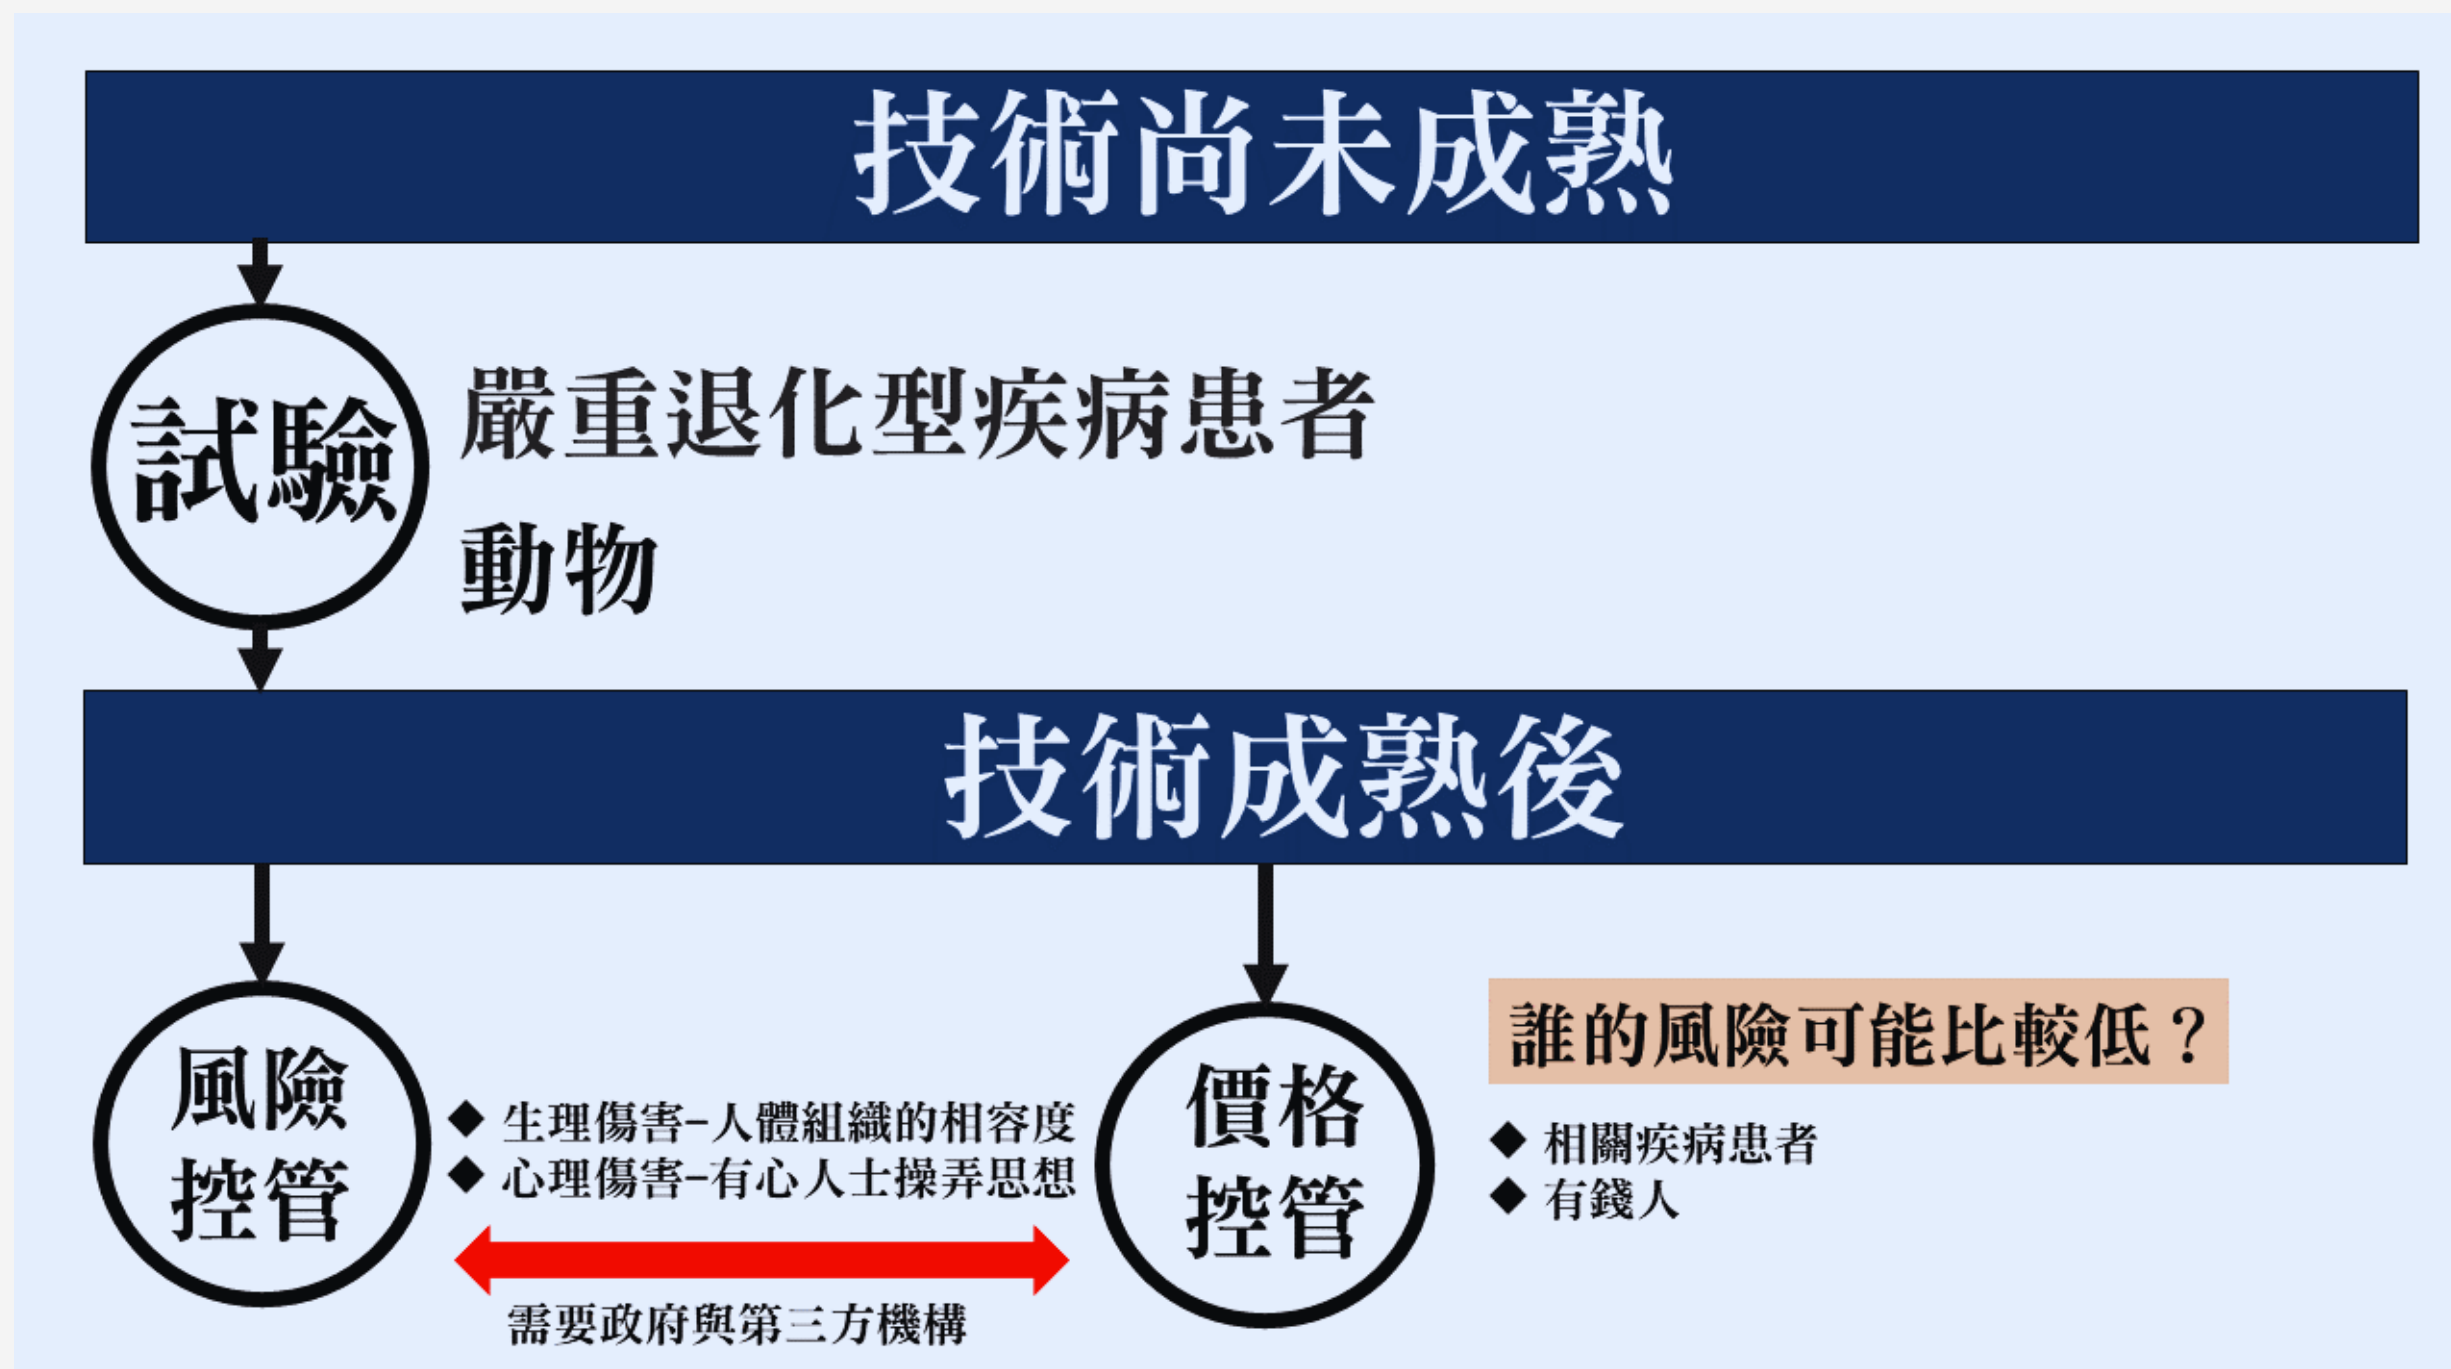 技術尚未成熟
試驗
嚴重退化型疾病患者
動物
技術成熟後
風險
控管
◆ 生理傷害-人體組織的相容度
◆ 心理傷害-有心人士操弄思想
需要政府與第三方機構
價格
控管
誰的風險可能比較低？
◆ 相關疾病患者
◆ 有錢人